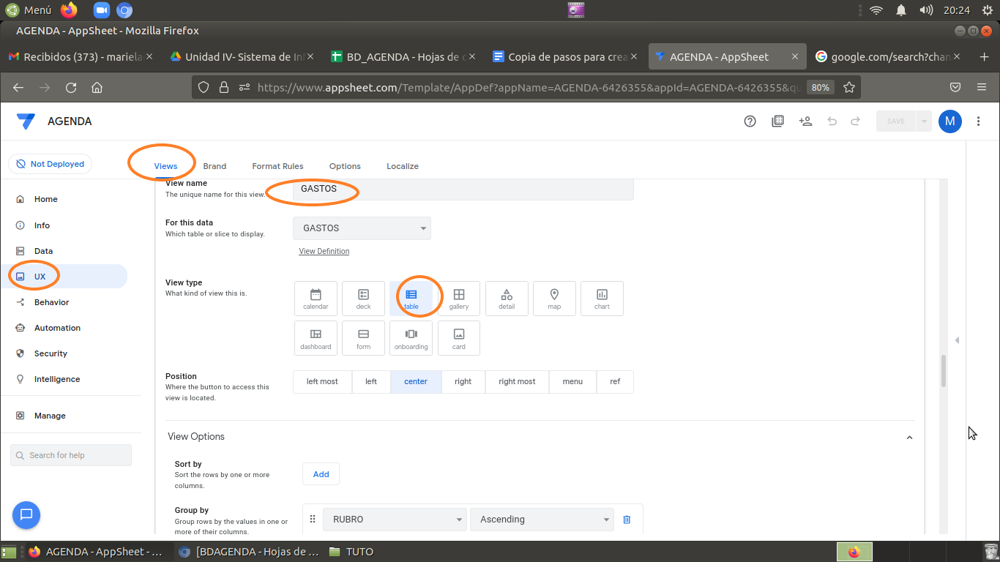 Menú
20:24
AGENDA - AppSheet - Mozilla Firefox
Recibidos (373) - mariela
Unidad IV- Sistema de Inf
BD_AGENDA - Hojas de c
Copia de pasos para crea
AGENDA - AppSheet
google.com/search?chan
https://www.appsheet.com/Template/AppDef?appName=AGENDA-6426355&appId=AGENDA-6426355&qu
80%
AGENDA
SAVE
M
Not Deployed
Views
Brand
Format Rules
Options
Localize
View name
The unique name for this view.
GASTOS
Home
Info
Data
UX
Behavior
Automation
Security
Intelligence
Manage
Search for help
For this data
Which table or slice to display.
GASTOS
View Definition
View type
What kind of view this is.
calendar
deck
table
gallery
detail
map
chart
dashboard
form
onboarding
card
Position
Where the button to access this
view is located.
left most
left
center
right
right most
menu
ref
View Options
Sort by
Sort the rows by one or more
columns.
Add
Group by
Group rows by the values in one or
more of their columns.
RUBRO
Ascending
AGENDA - AppSheet - ...
[BDAGENDA - Hojas de ...
TUTO